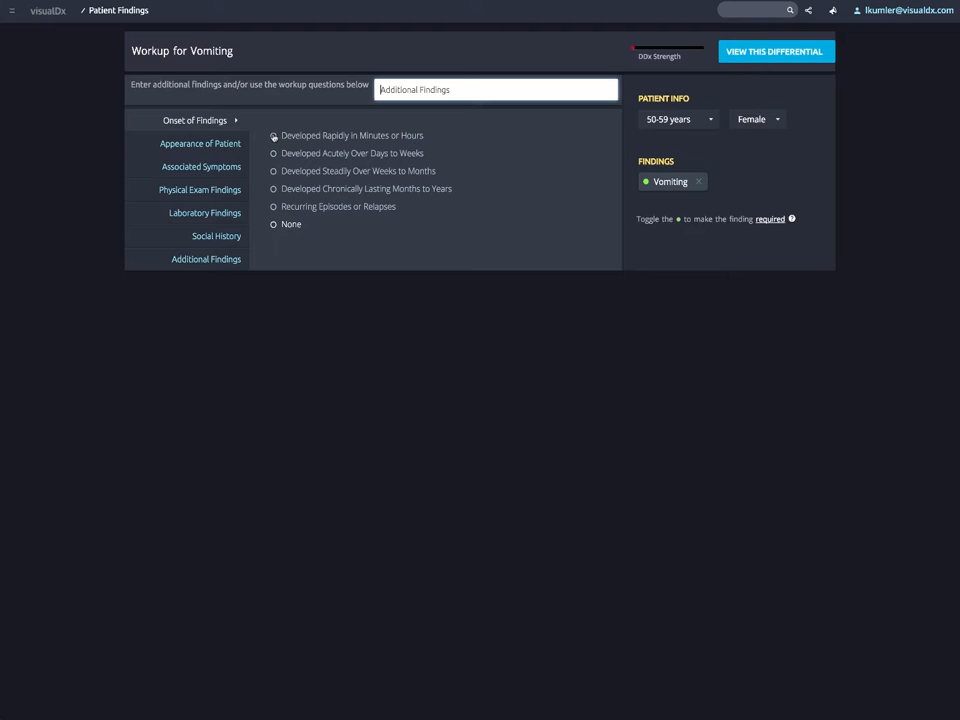 visualDx
/ Patient Findings
lkumler@visualdx.com
Workup for Vomiting
DDx Strength
VIEW THIS DIFFERENTIAL
Enter additional findings and/or use the workup questions below
Additional Findings
Onset of Findings
Appearance of Patient
Associated Symptoms
Physical Exam Findings
Laboratory Findings
Social History
Additional Findings
Developed Rapidly in Minutes or Hours
Developed Acutely Over Days to Weeks
Developed Steadily Over Weeks to Months
Developed Chronically Lasting Months to Years
Recurring Episodes or Relapses
None
PATIENT INFO
50-59 years
Female
FINDINGS
Vomiting
Toggle the ● to make the finding required ?